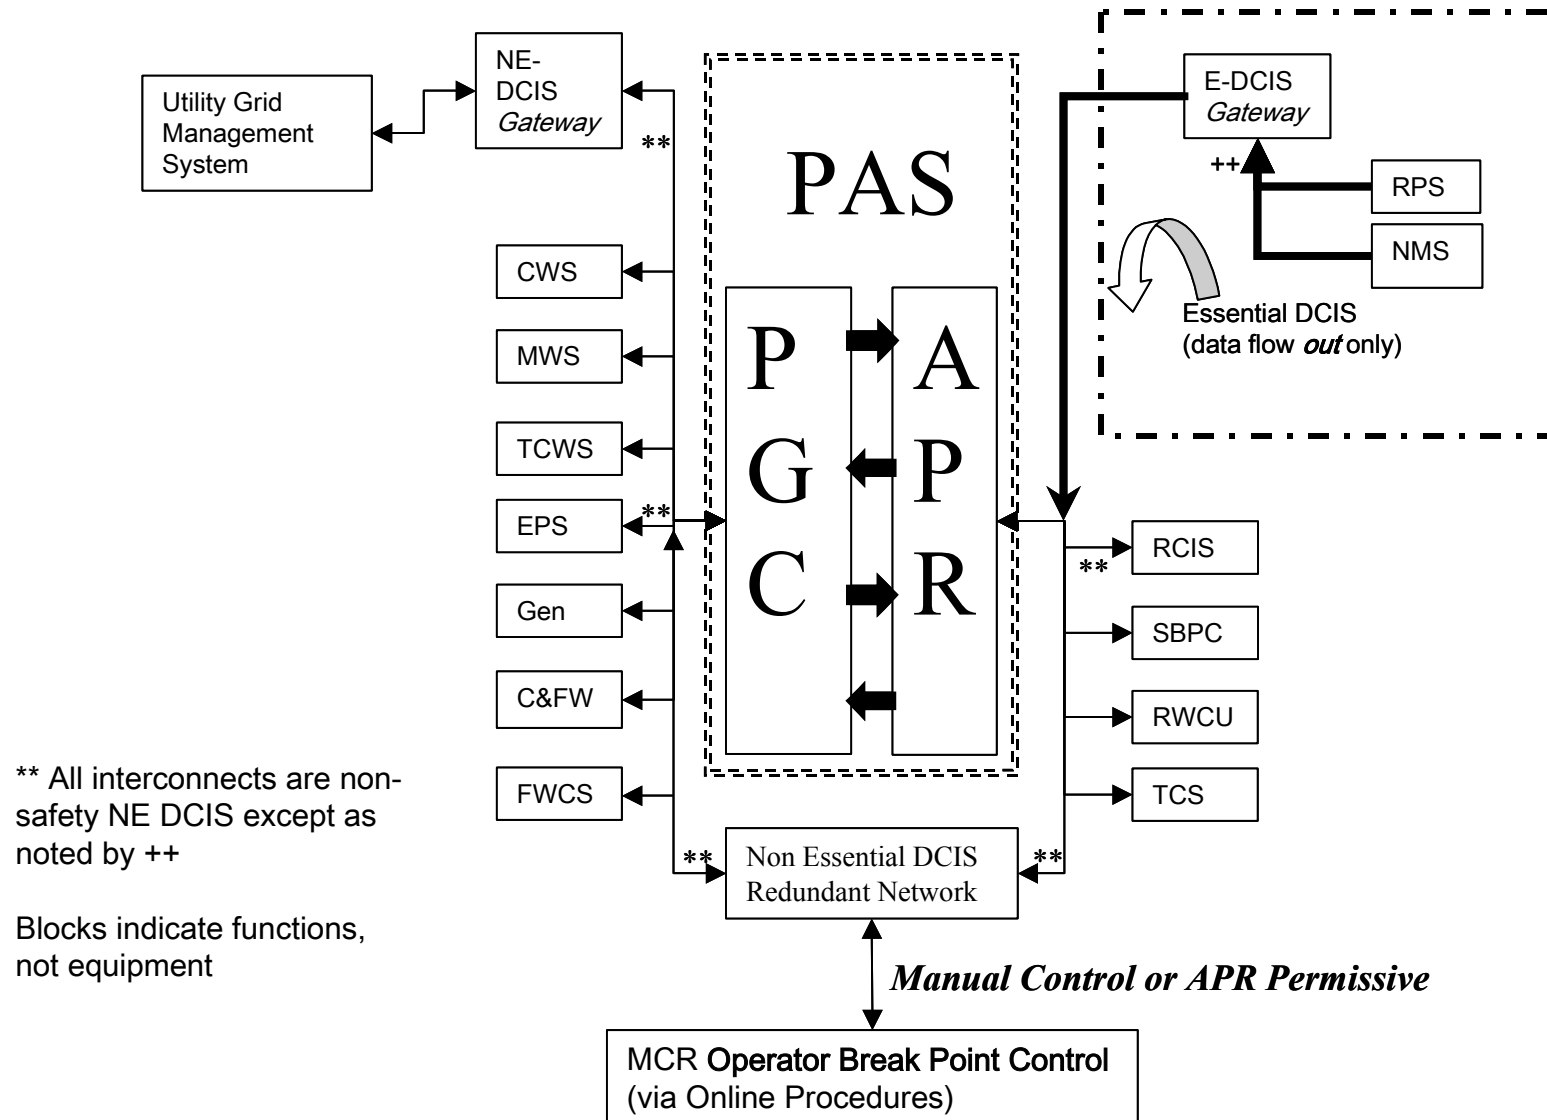 NE-
DCIS
Gateway
Utility Grid
Management
System
**
PAS
E-DCIS
Gateway
++
RPS
NMS
Essential DCIS
(data flow out only)
CWS
MWS
TCWS
EPS
**
Gen
C&FW
FWCS
P
G
C
A
P
R
RCIS
**
SBPC
RWCU
TCS
** All interconnects are non-
safety NE DCIS except as
noted by ++
Blocks indicate functions,
not equipment
**
Non Essential DCIS
Redundant Network
**
Manual Control or APR Permissive
MCR Operator Break Point Control
(via Online Procedures)